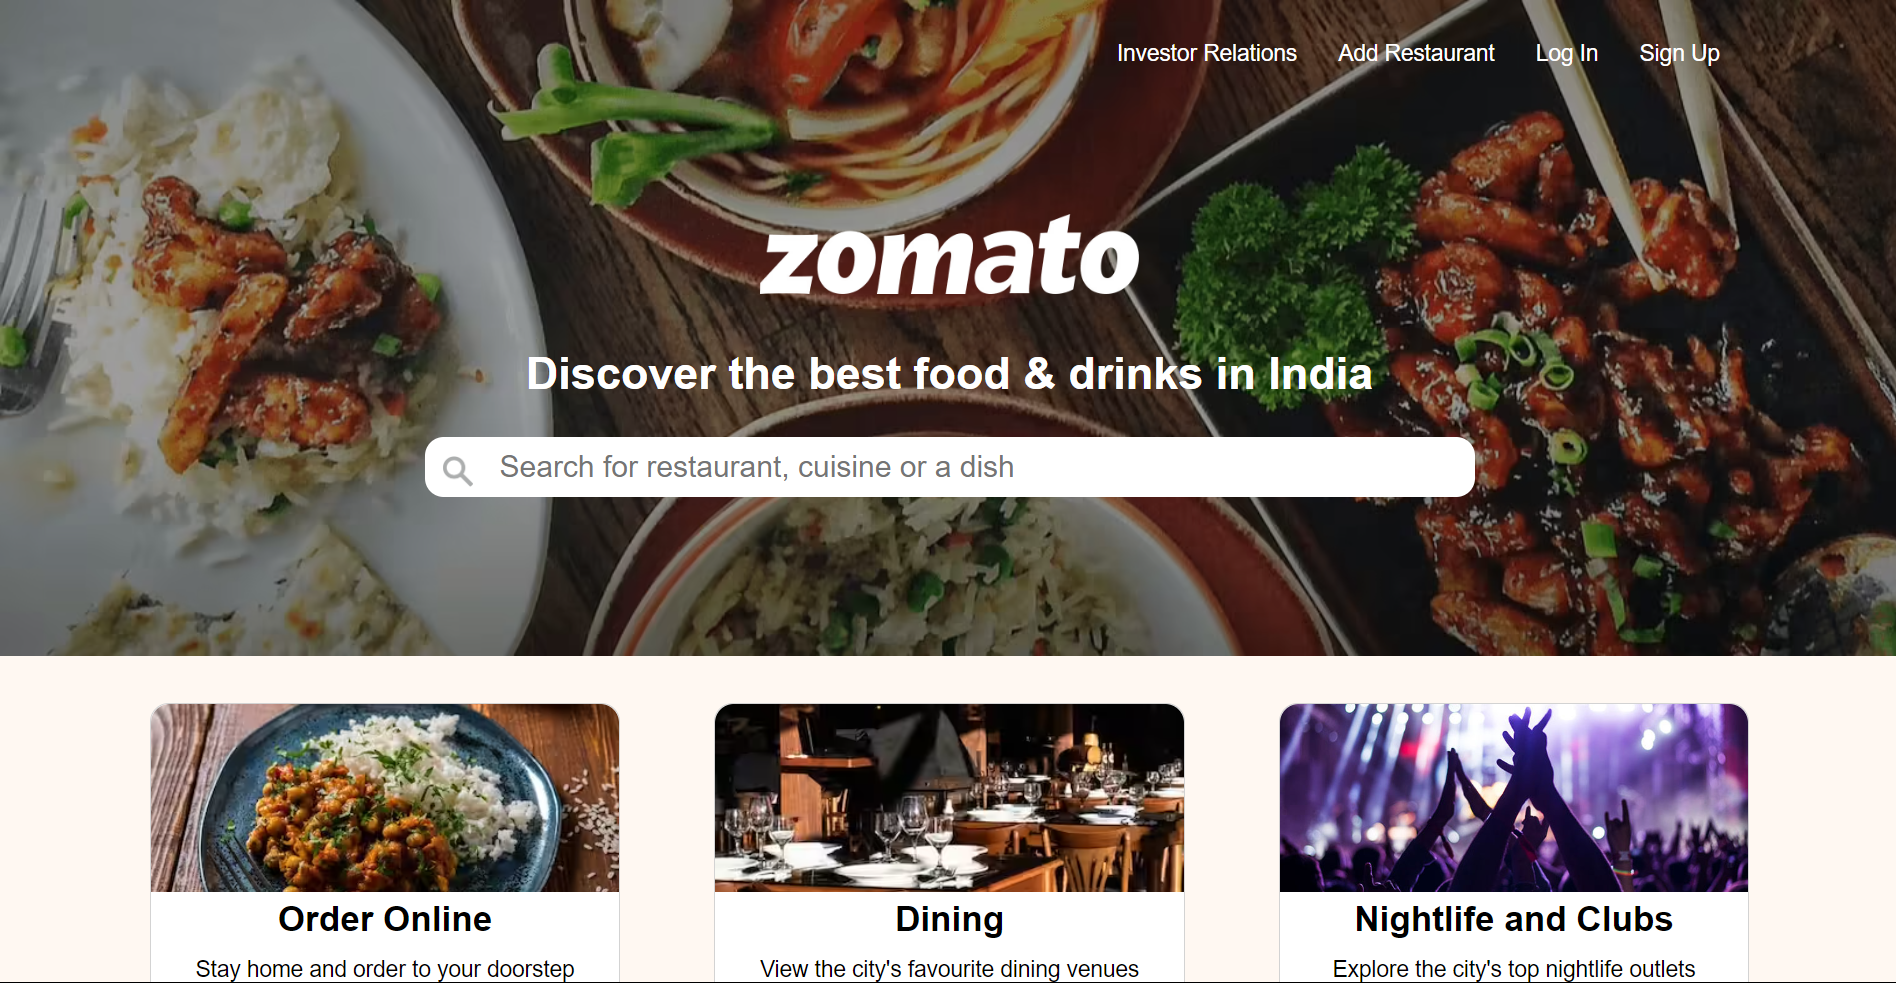 Investor Relations Add Restaurant Log In Sign Up
zomato
Discover the best food & drinks in India
Search for restaurant, cuisine or a dish
Order Online
Stay home and order to your doorstep
Dining
View the city's favourite dining venues
Nightlife and Clubs
Explore the city's top nightlife outlets